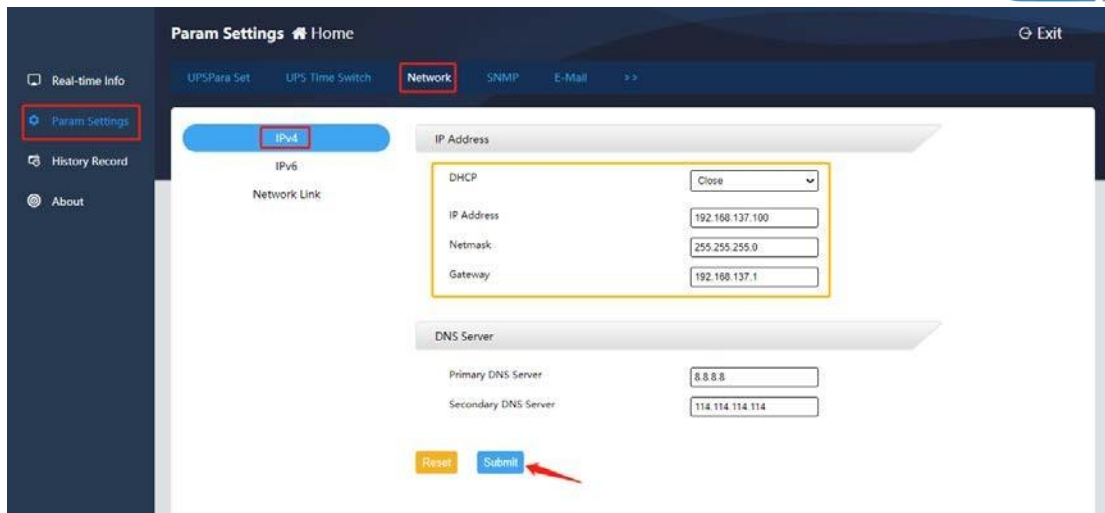 Param Settings Home
Exit
Real-time Info
Param Settings
History Record
About
UPSPara Set UPS Time Switch Network SNMP E-Mail >>
IPv4
IPv6
Network Link
IP Address
DHCP Close
IP Address 192.168.137.100
Netmask 255.255.255.0
Gateway 192.168.137.1
DNS Server
Primary DNS Server 8.8.8.8
Secondary DNS Server 114.114.114.114
Reset Submit